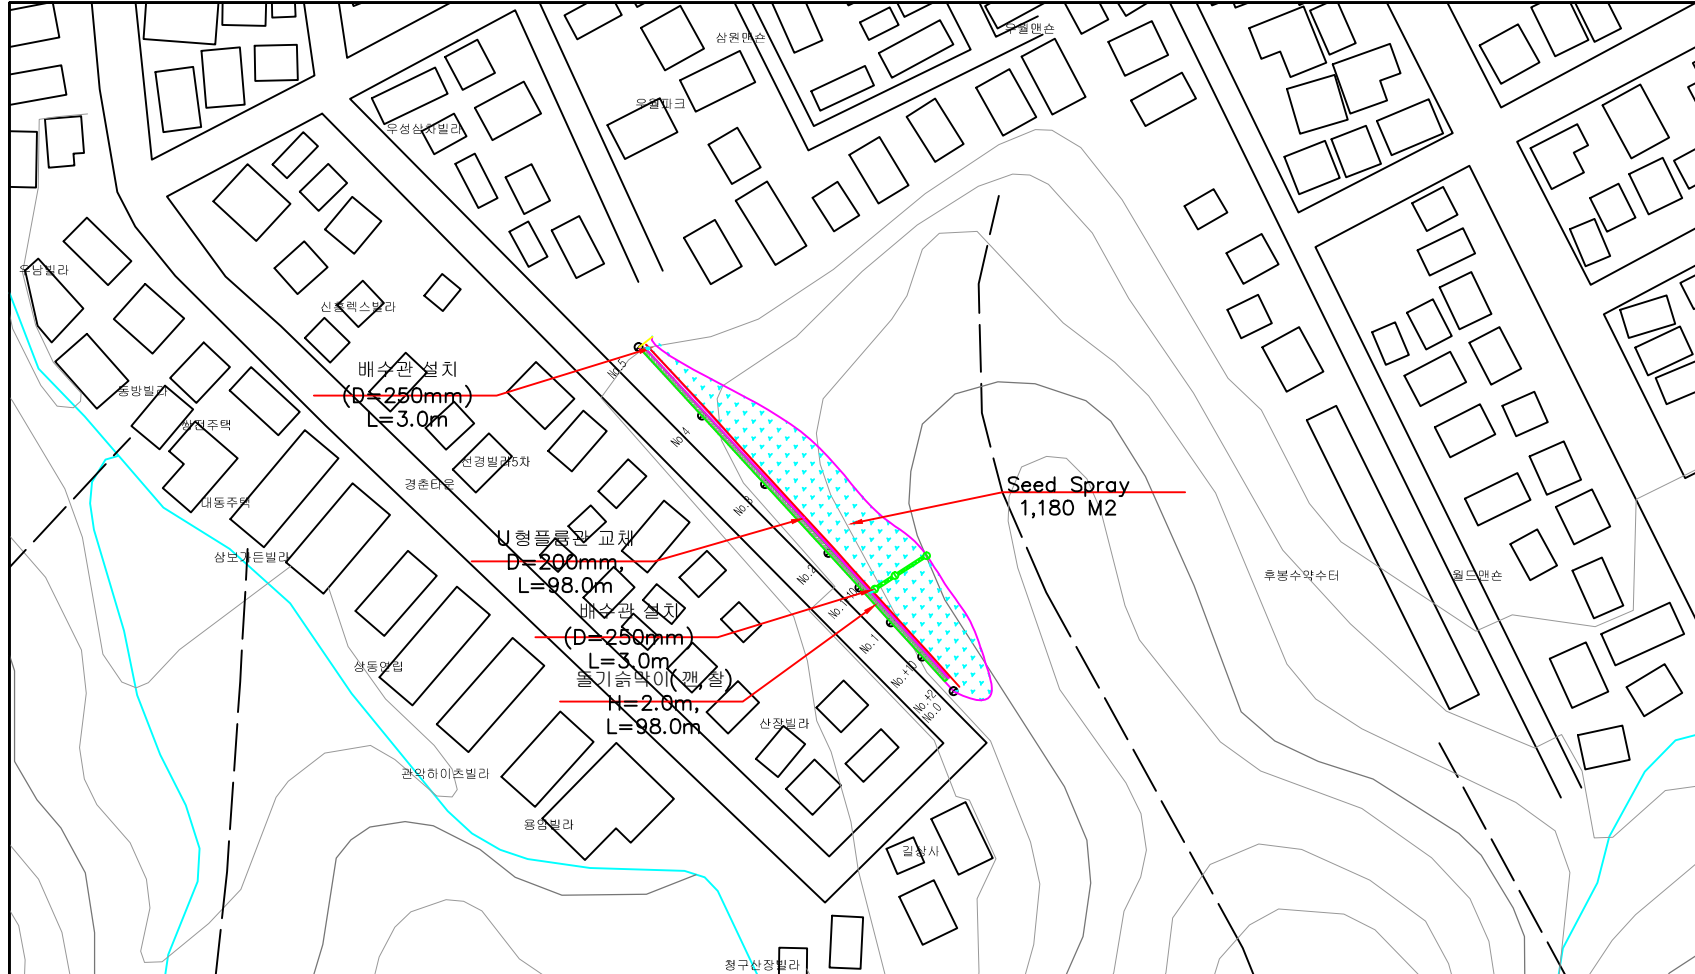 삼원맨숀
우월맨숀
우월파크
우성삼차빌라
우남빌라
신흥렉스빌라
동방빌라
쌍전주택
대동주택
삼보가든빌라
경춘타운
선경빌라5차
상동연립
관악하이츠빌라
용암빌라
산장빌라
길상사
청구산장빌라
후봉수약수터
월드맨숀
배수관 설치
(D=250mm)
L=3.0m
U형플륨관 교체
D=200mm,
L=98.0m
배수관 설치
(D=250mm)
L=3.0m
돌기슭막이(깬,찰)
H=2.0m,
L=98.0m
Seed Spray
1,180 M2
No.5
No.4
No.3
No.2
No.1
No.+10
No.+2
No.0